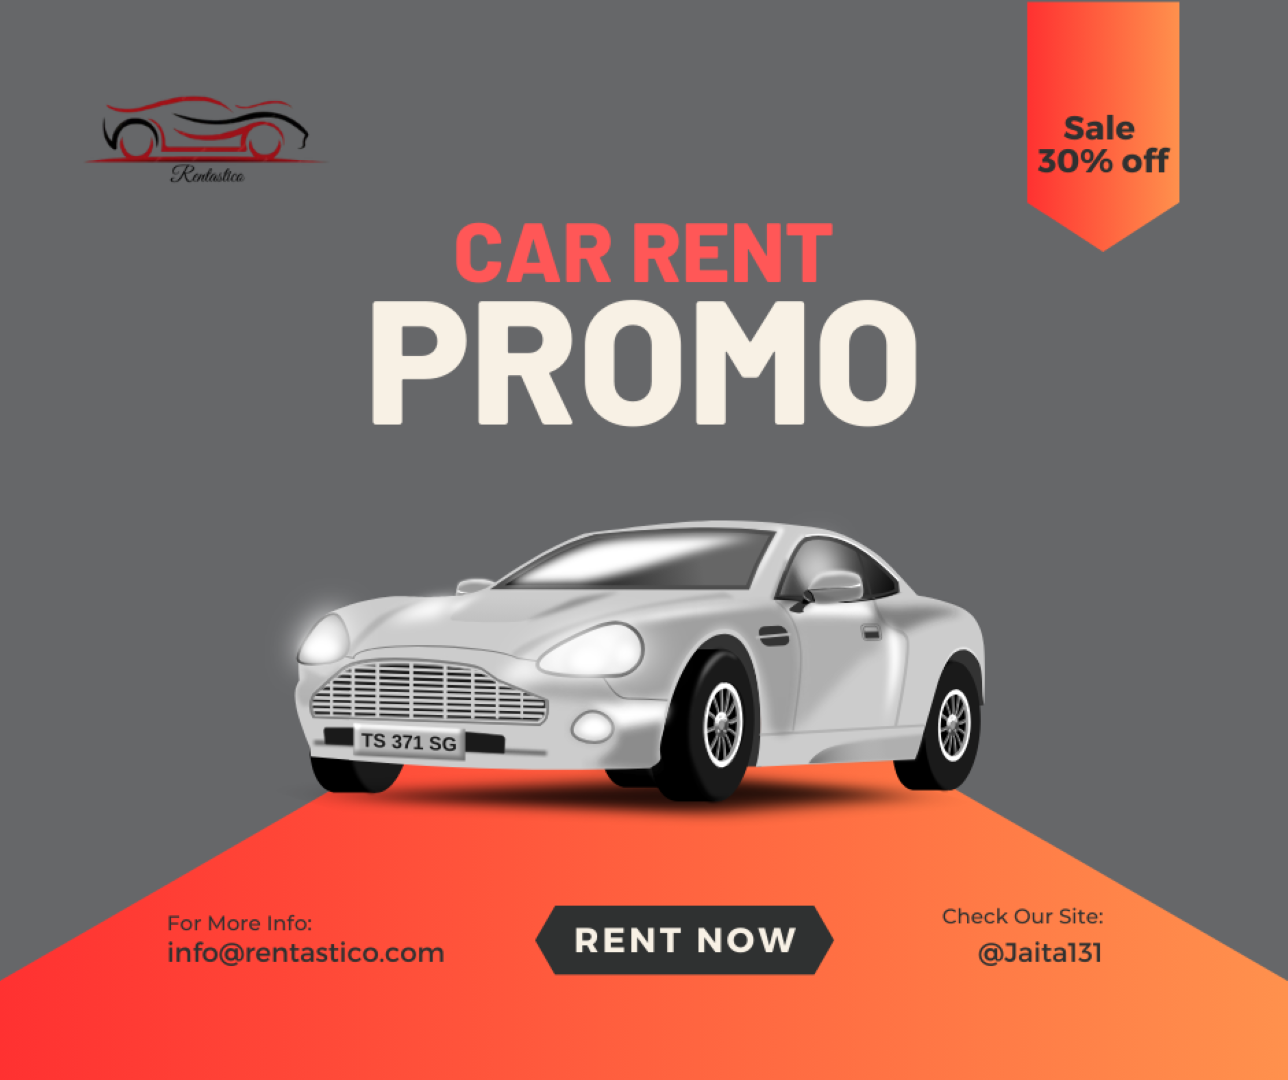 Rentastico
Sale
30% off
CAR RENT
PROMO
TS 371 SG
For More Info:
info@rentastico.com
RENT NOW
Check Our Site:
@Jaita131